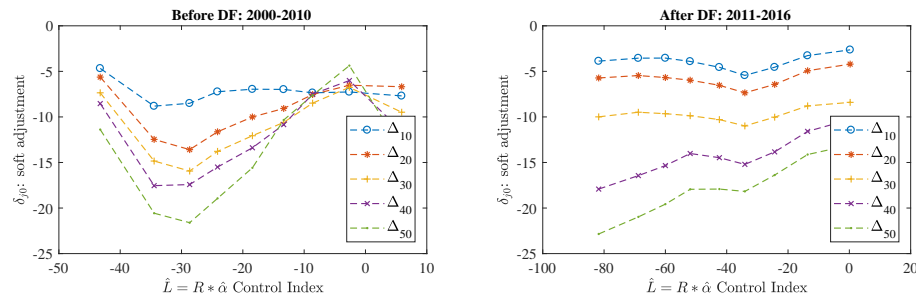 Before DF: 2000-2010
0
-5
-10
-15
-20
-25
δj0: soft adjustment
-50
-40
-30
-20
-10
0
10
L̂ = R * α̂ Control Index
Δ10
Δ20
Δ30
Δ40
Δ50
After DF: 2011-2016
0
-5
-10
-15
-20
-25
δj0: soft adjustment
-100
-80
-60
-40
-20
0
20
L̂ = R * α̂ Control Index
Δ10
Δ20
Δ30
Δ40
Δ50